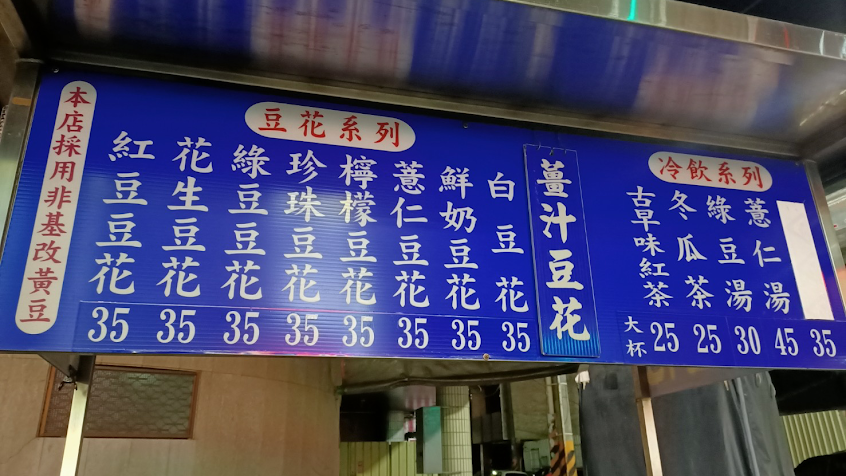 本店採用非基改黃豆
豆花系列
紅豆豆花
35
花生豆花
35
綠豆豆花
35
珍珠豆花
35
檸檬豆花
35
薏仁豆花
35
鮮奶豆花
35
白豆花
35
薑汁豆花
冷飲系列
大杯
古早味紅茶
25
冬瓜茶
25
綠豆湯
30
薏仁湯
45
35